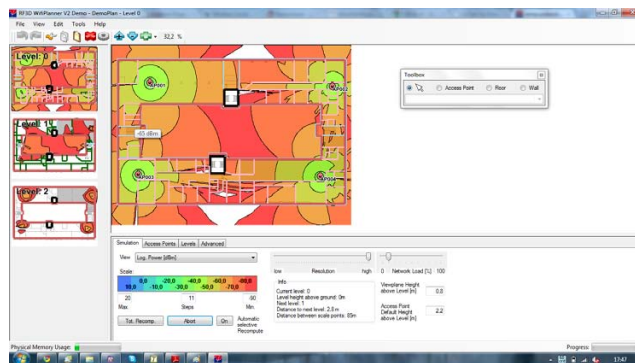 RF3D WifiPlanner V2 Demo - DemoPlan - Level 0
File View Edit Tools Help
32,2 %
Level: 0
Level: 1
Level: 2
AP001
AP002
-65 dBm
AP003
AP004
Toolbox
Access Point Floor Wall
Simulation Access Points Levels Advanced
View Log. Power [dBm]
low Resolution high 0 Network Load [%] 100
Scale
0,0 -20,0 -40,0 -60,0 -80,0
10,0 -10,0 -30,0 -50,0 -70,0
20 11 -90
Max Steps Min
Tot. Recomp. Abort On Automatic selective Recompute
Info
Current level: 0
Level height above ground: 0m
Next level: 1
Distance to next level: 2,8 m
Distance between scale points: 80m
Viewplane Height above Level [m] 0,0
Access Point Default Height above Level [m] 2.2
Physical Memory Usage: Progress:
17:47